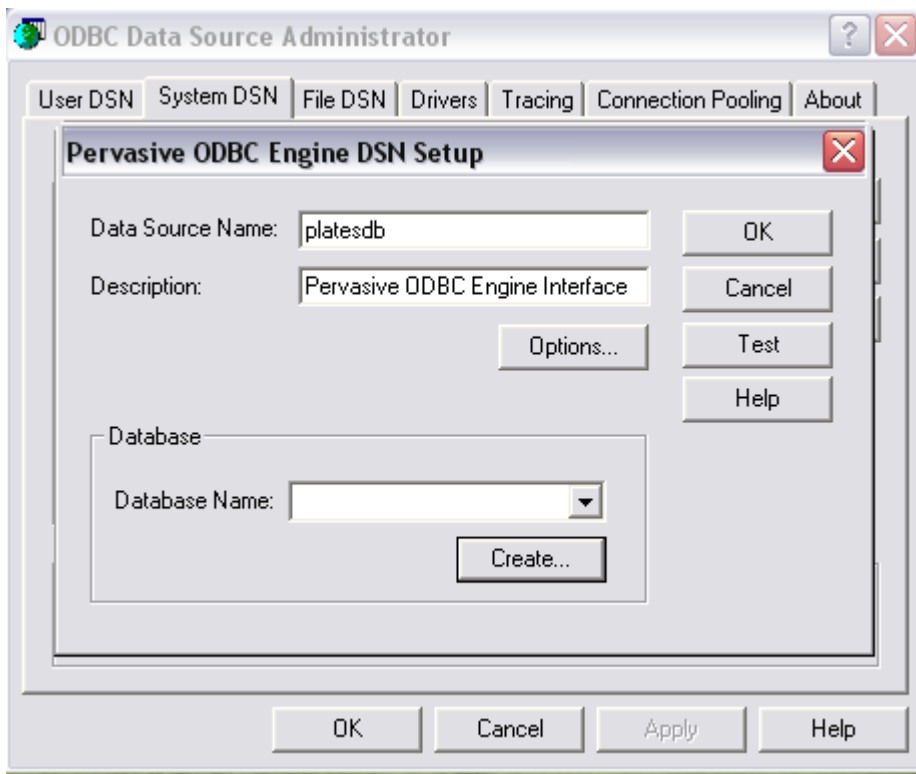 ODBC Data Source Administrator
User DSN System DSN File DSN Drivers Tracing Connection Pooling About
Pervasive ODBC Engine DSN Setup
Data Source Name: platesdb OK
Description: Pervasive ODBC Engine Interface Cancel
Options... Test
Help
Database
Database Name:
Create...
OK Cancel Apply Help